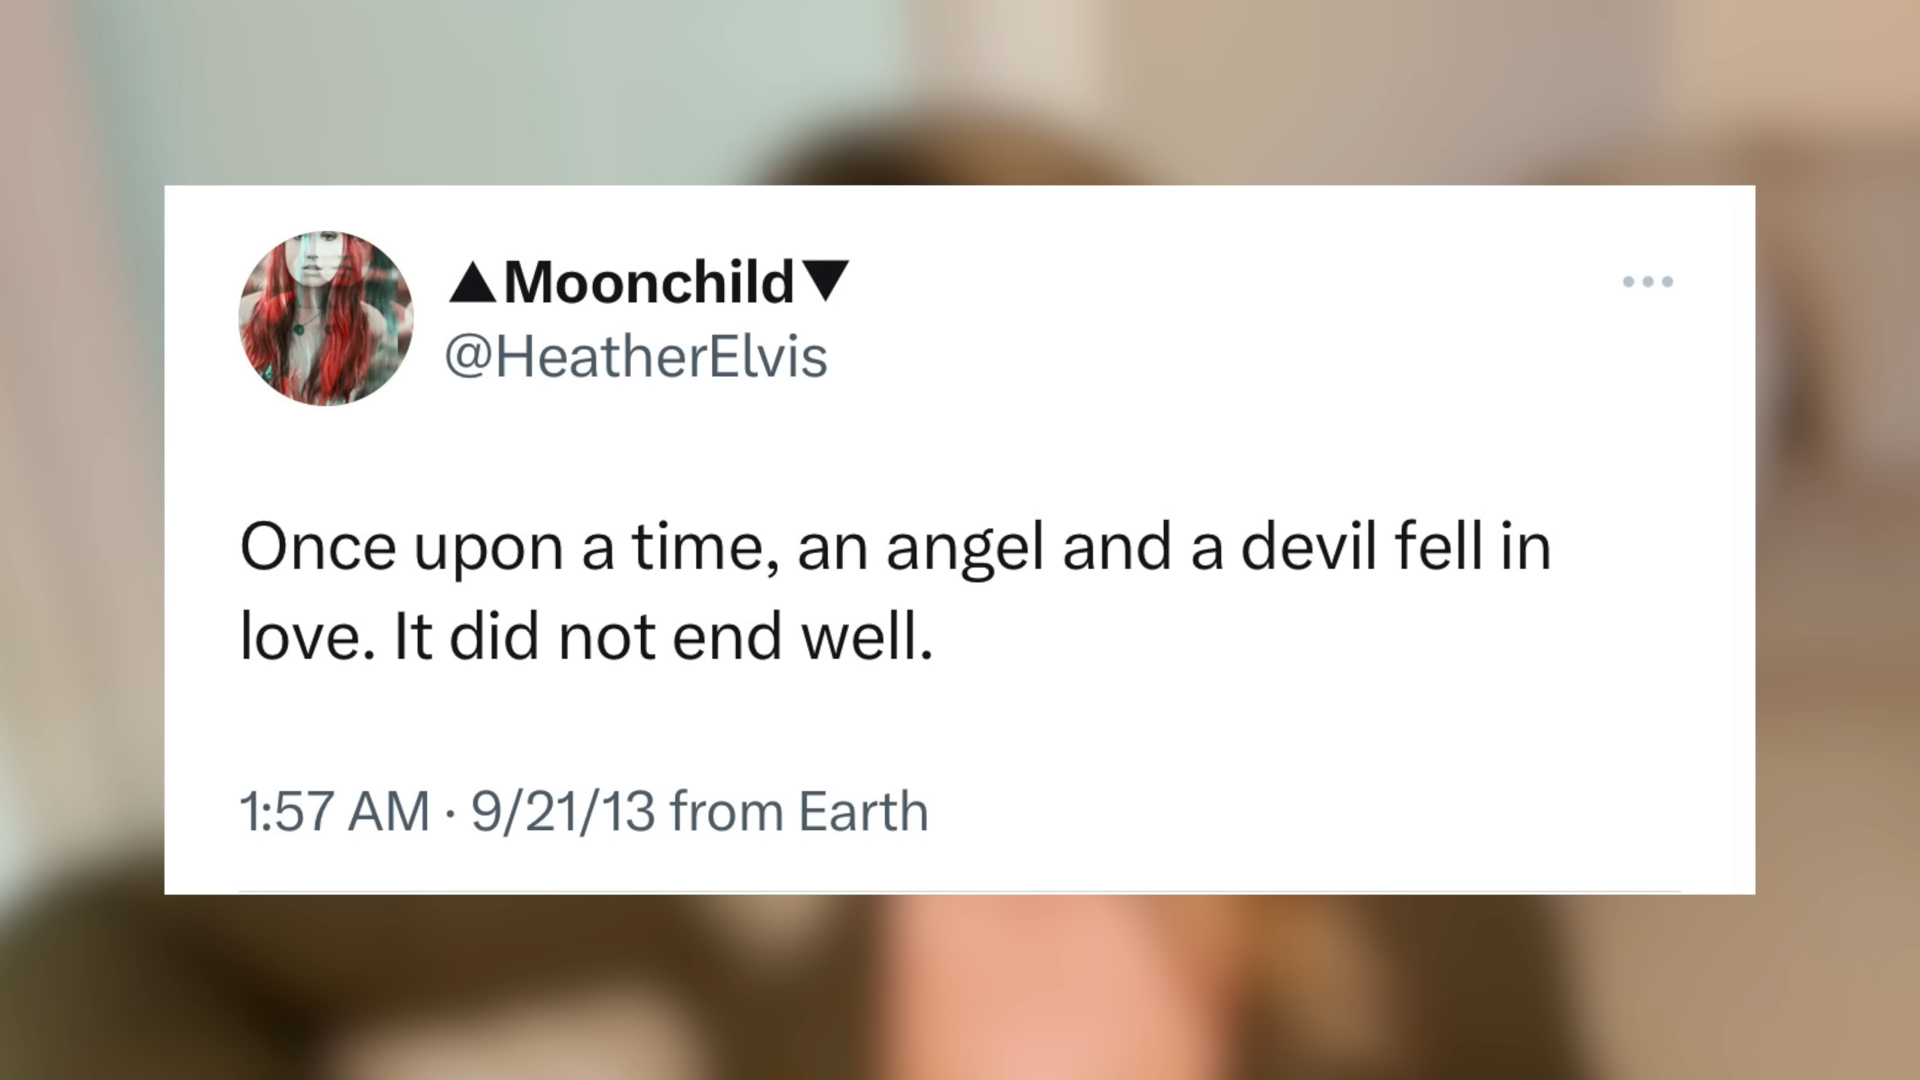 ▲Moonchild▼
@HeatherElvis
Once upon a time, an angel and a devil fell in
love. It did not end well.
1:57 AM · 9/21/13 from Earth